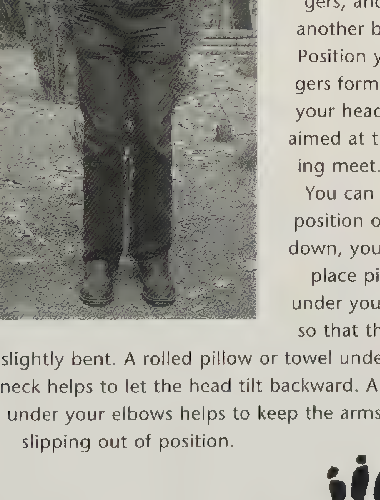 gers, and
another b
Position y
gers form
your head
aimed at t
ing meet.
You can
position o
down, you
place pi
under you
so that th
slightly bent. A rolled pillow or towel unde
neck helps to let the head tilt backward. A
under your elbows helps to keep the arms
slipping out of position.